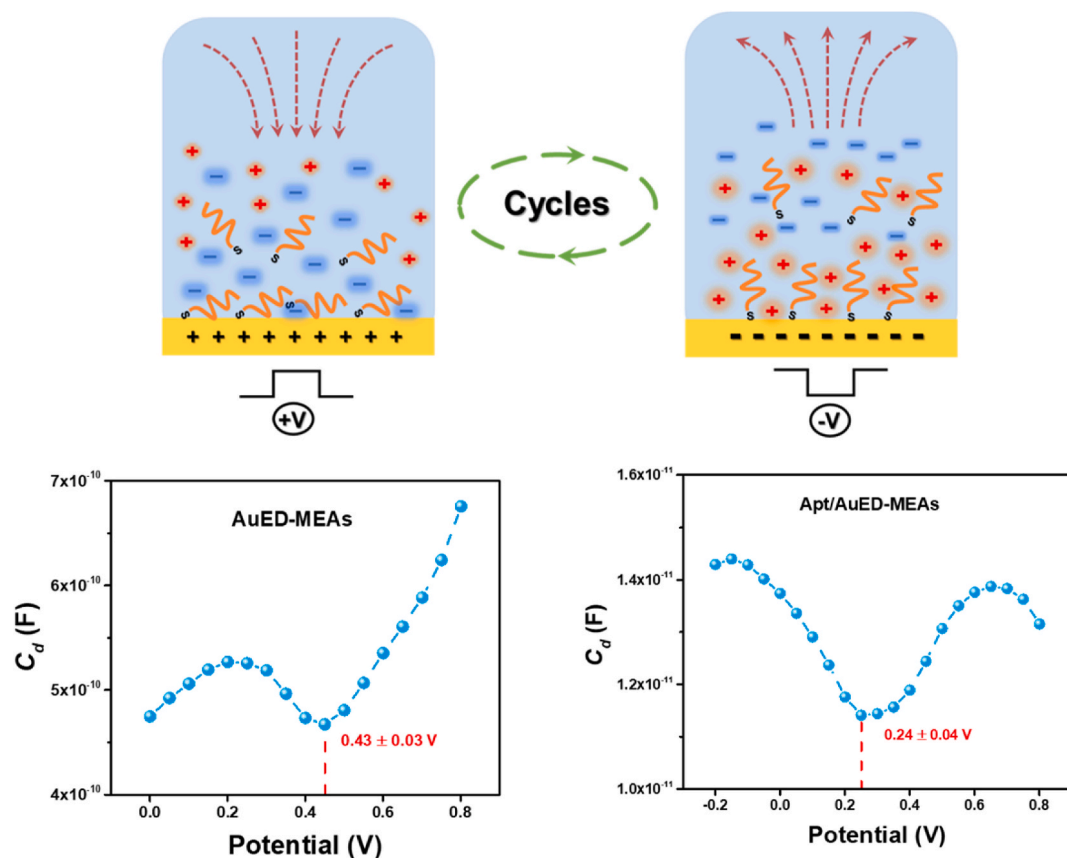 Cycles
+V
-V
AuED-MEAs
7x10⁻¹⁰
6x10⁻¹⁰
5x10⁻¹⁰
4x10⁻¹⁰
C_d (F)
0.43 ± 0.03 V
0.0 0.2 0.4 0.6 0.8
Potential (V)
Apt/AuED-MEAs
1.6x10⁻¹¹
1.4x10⁻¹¹
1.2x10⁻¹¹
1.0x10⁻¹¹
C_d (F)
0.24 ± 0.04 V
-0.2 0.0 0.2 0.4 0.6 0.8
Potential (V)